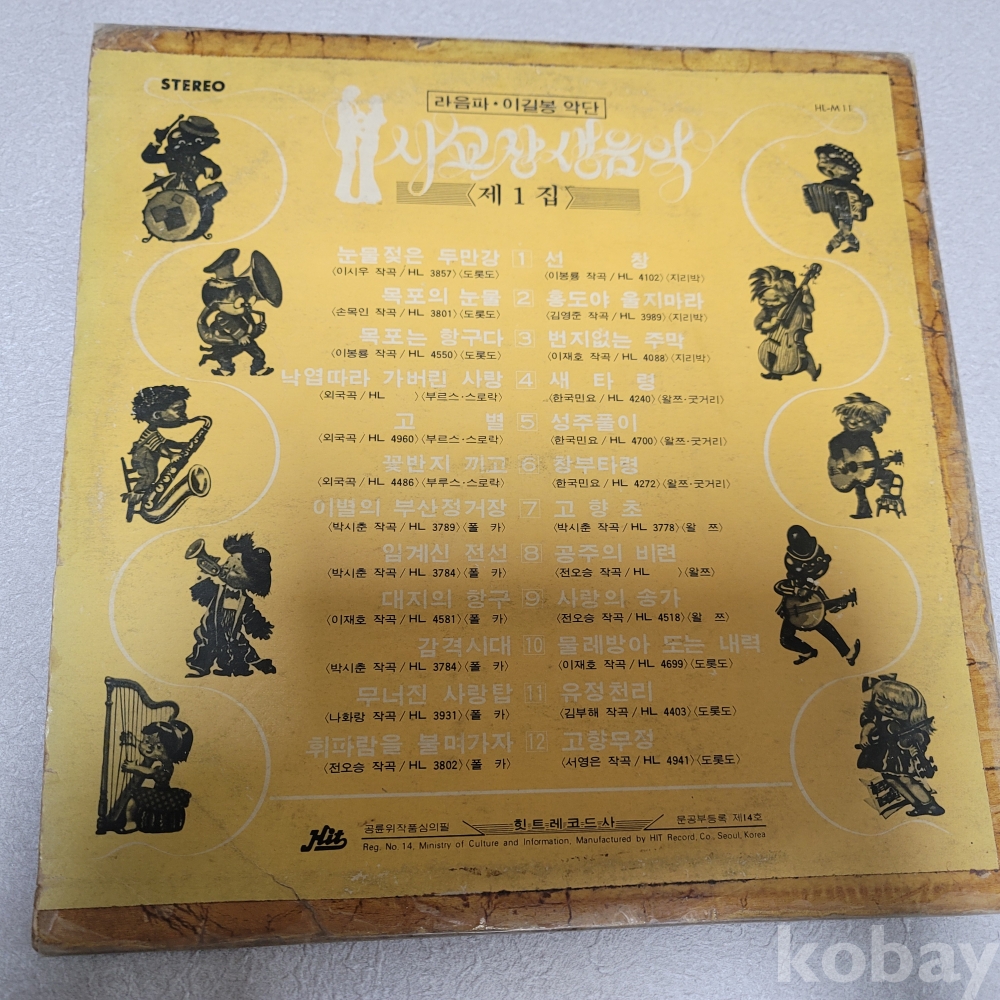 STEREO
라음파·이길봉 악단
HL-M11
사교장생음악
〈제1집〉
눈물젖은 두만강 1 선 창
〈이시우 작곡/HL 3857〉〈도롯도〉 〈이봉룡 작곡/HL 4102〉〈지리박〉
목포의 눈물 2 홍도야 울지마라
〈손목인 작곡/HL 3801〉〈도롯도〉 〈김영준 작곡/HL 3989〉〈지리박〉
목포는 항구다 3 번지없는 주막
〈이봉룡 작곡/HL 4550〉〈도롯도〉 〈이재호 작곡/HL 4088〉〈지리박〉
낙엽따라 가버린 사랑 4 새 타 령
〈외국곡/HL 〉〈부르스·스로락〉 〈한국민요/HL 4240〉〈왈쯔·굿거리〉
고 별 5 성주풀이
〈외국곡/HL 4960〉〈부르스·스로락〉 〈한국민요/HL 4700〉〈왈쯔·굿거리〉
꽃반지 끼고 6 창부타령
〈외국곡/HL 4486〉〈부루스·스로락〉 〈한국민요/HL 4272〉〈왈쯔·굿거리〉
이별의 부산정거장 7 고 향 초
〈박시춘 작곡/HL 3789〉〈폴 카〉 〈박시춘 작곡/HL 3778〉〈왈 쯔〉
임계신 전선 8 공주의 비련
〈박시춘 작곡/HL 3784〉〈폴 카〉 〈전오승 작곡/HL 〉〈왈쯔〉
대지의 항구 9 사랑의 송가
〈이재호 작곡/HL 4581〉〈폴 카〉 〈전오승 작곡/HL 4518〉〈왈 쯔〉
감격시대 10 물레방아 또는 내력
〈박시춘 작곡/HL 3784〉〈폴 카〉 〈이재호 작곡/HL 4699〉〈도롯도〉
무너진 사랑탑 11 유정천리
〈나화랑 작곡/HL 3931〉〈폴 카〉 〈김부해 작곡/HL 4403〉〈도롯도〉
휘파람을 불며가자 12 고향무정
〈전오승 작곡/HL 3802〉〈폴 카〉 〈서영은 작곡/HL 4941〉〈도롯도〉
Hit 공륜위작품심의필 힛트레코드사 문공부등록 제14호
Reg. No. 14, Ministry of Culture and Information, Manufactured by HIT Record, Co., Seoul, Korea
kobay